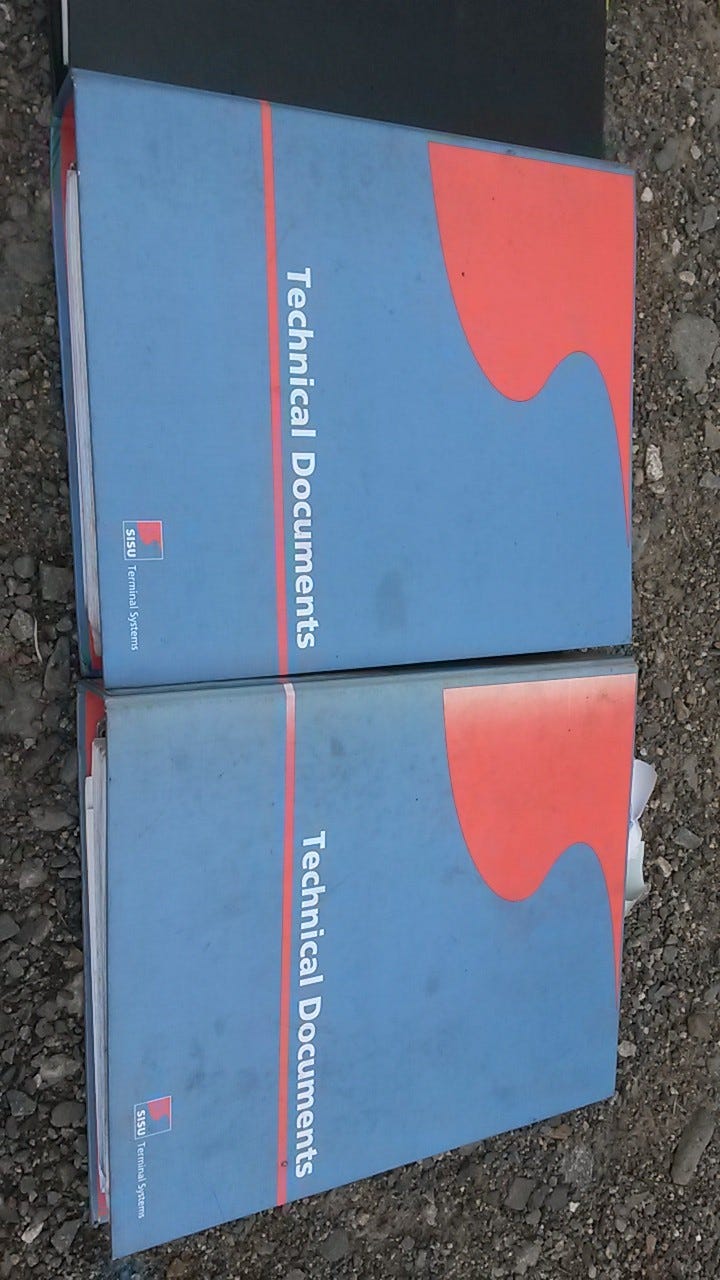 Technical Documents
SISU Terminal Systems
Technical Documents
SISU Terminal Systems